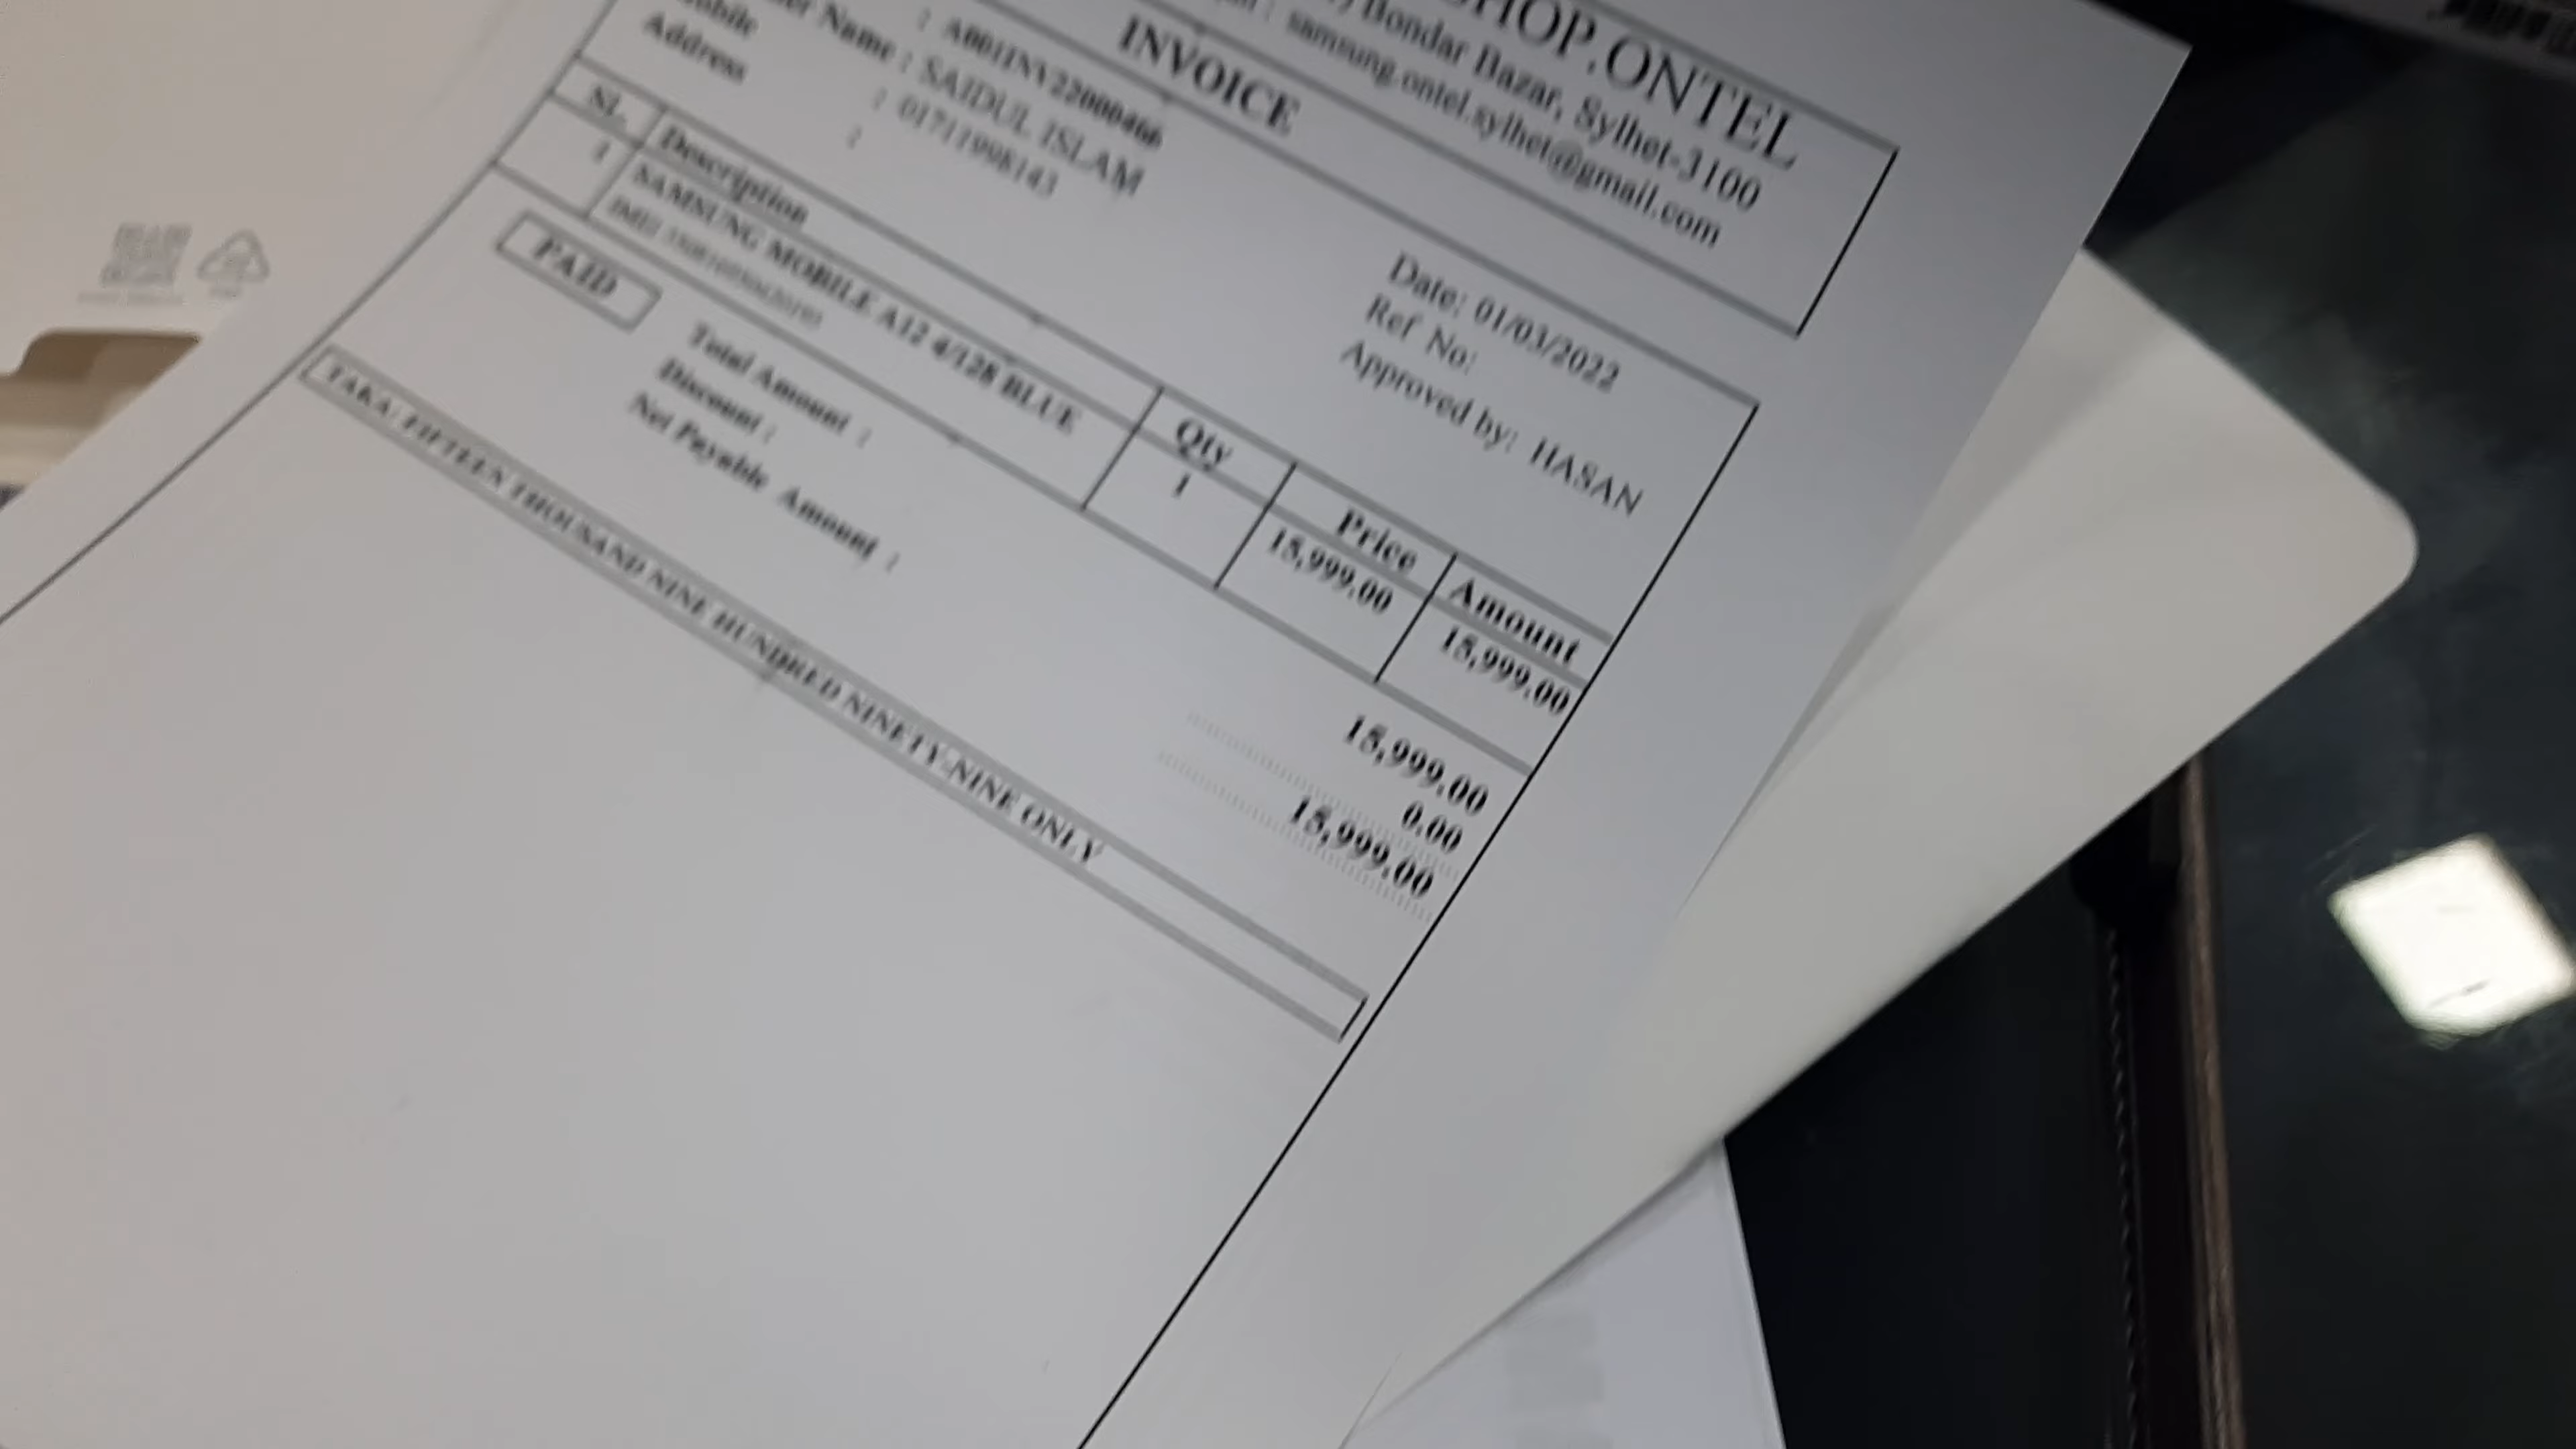 SHOP.ONTEL
Bondar Bazar, Sylhet-3100
: samsung.ontel.sylhet@gmail.com
INVOICE
: A001INV22000466
Name : SAIDUL ISLAM
: 01711998143
Address :
Date: 01/03/2022
Ref No:
Approved by: HASAN
SL. Description Qty Price Amount
1 SAMSUNG MOBILE A12 4/128 BLUE 1 15,999.00 15,999.00
PAID
Total Amount : 15,999.00
Discount : 0.00
Net Payable Amount : 15,999.00
TAKA: FIFTEEN THOUSAND NINE HUNDRED NINETY-NINE ONLY